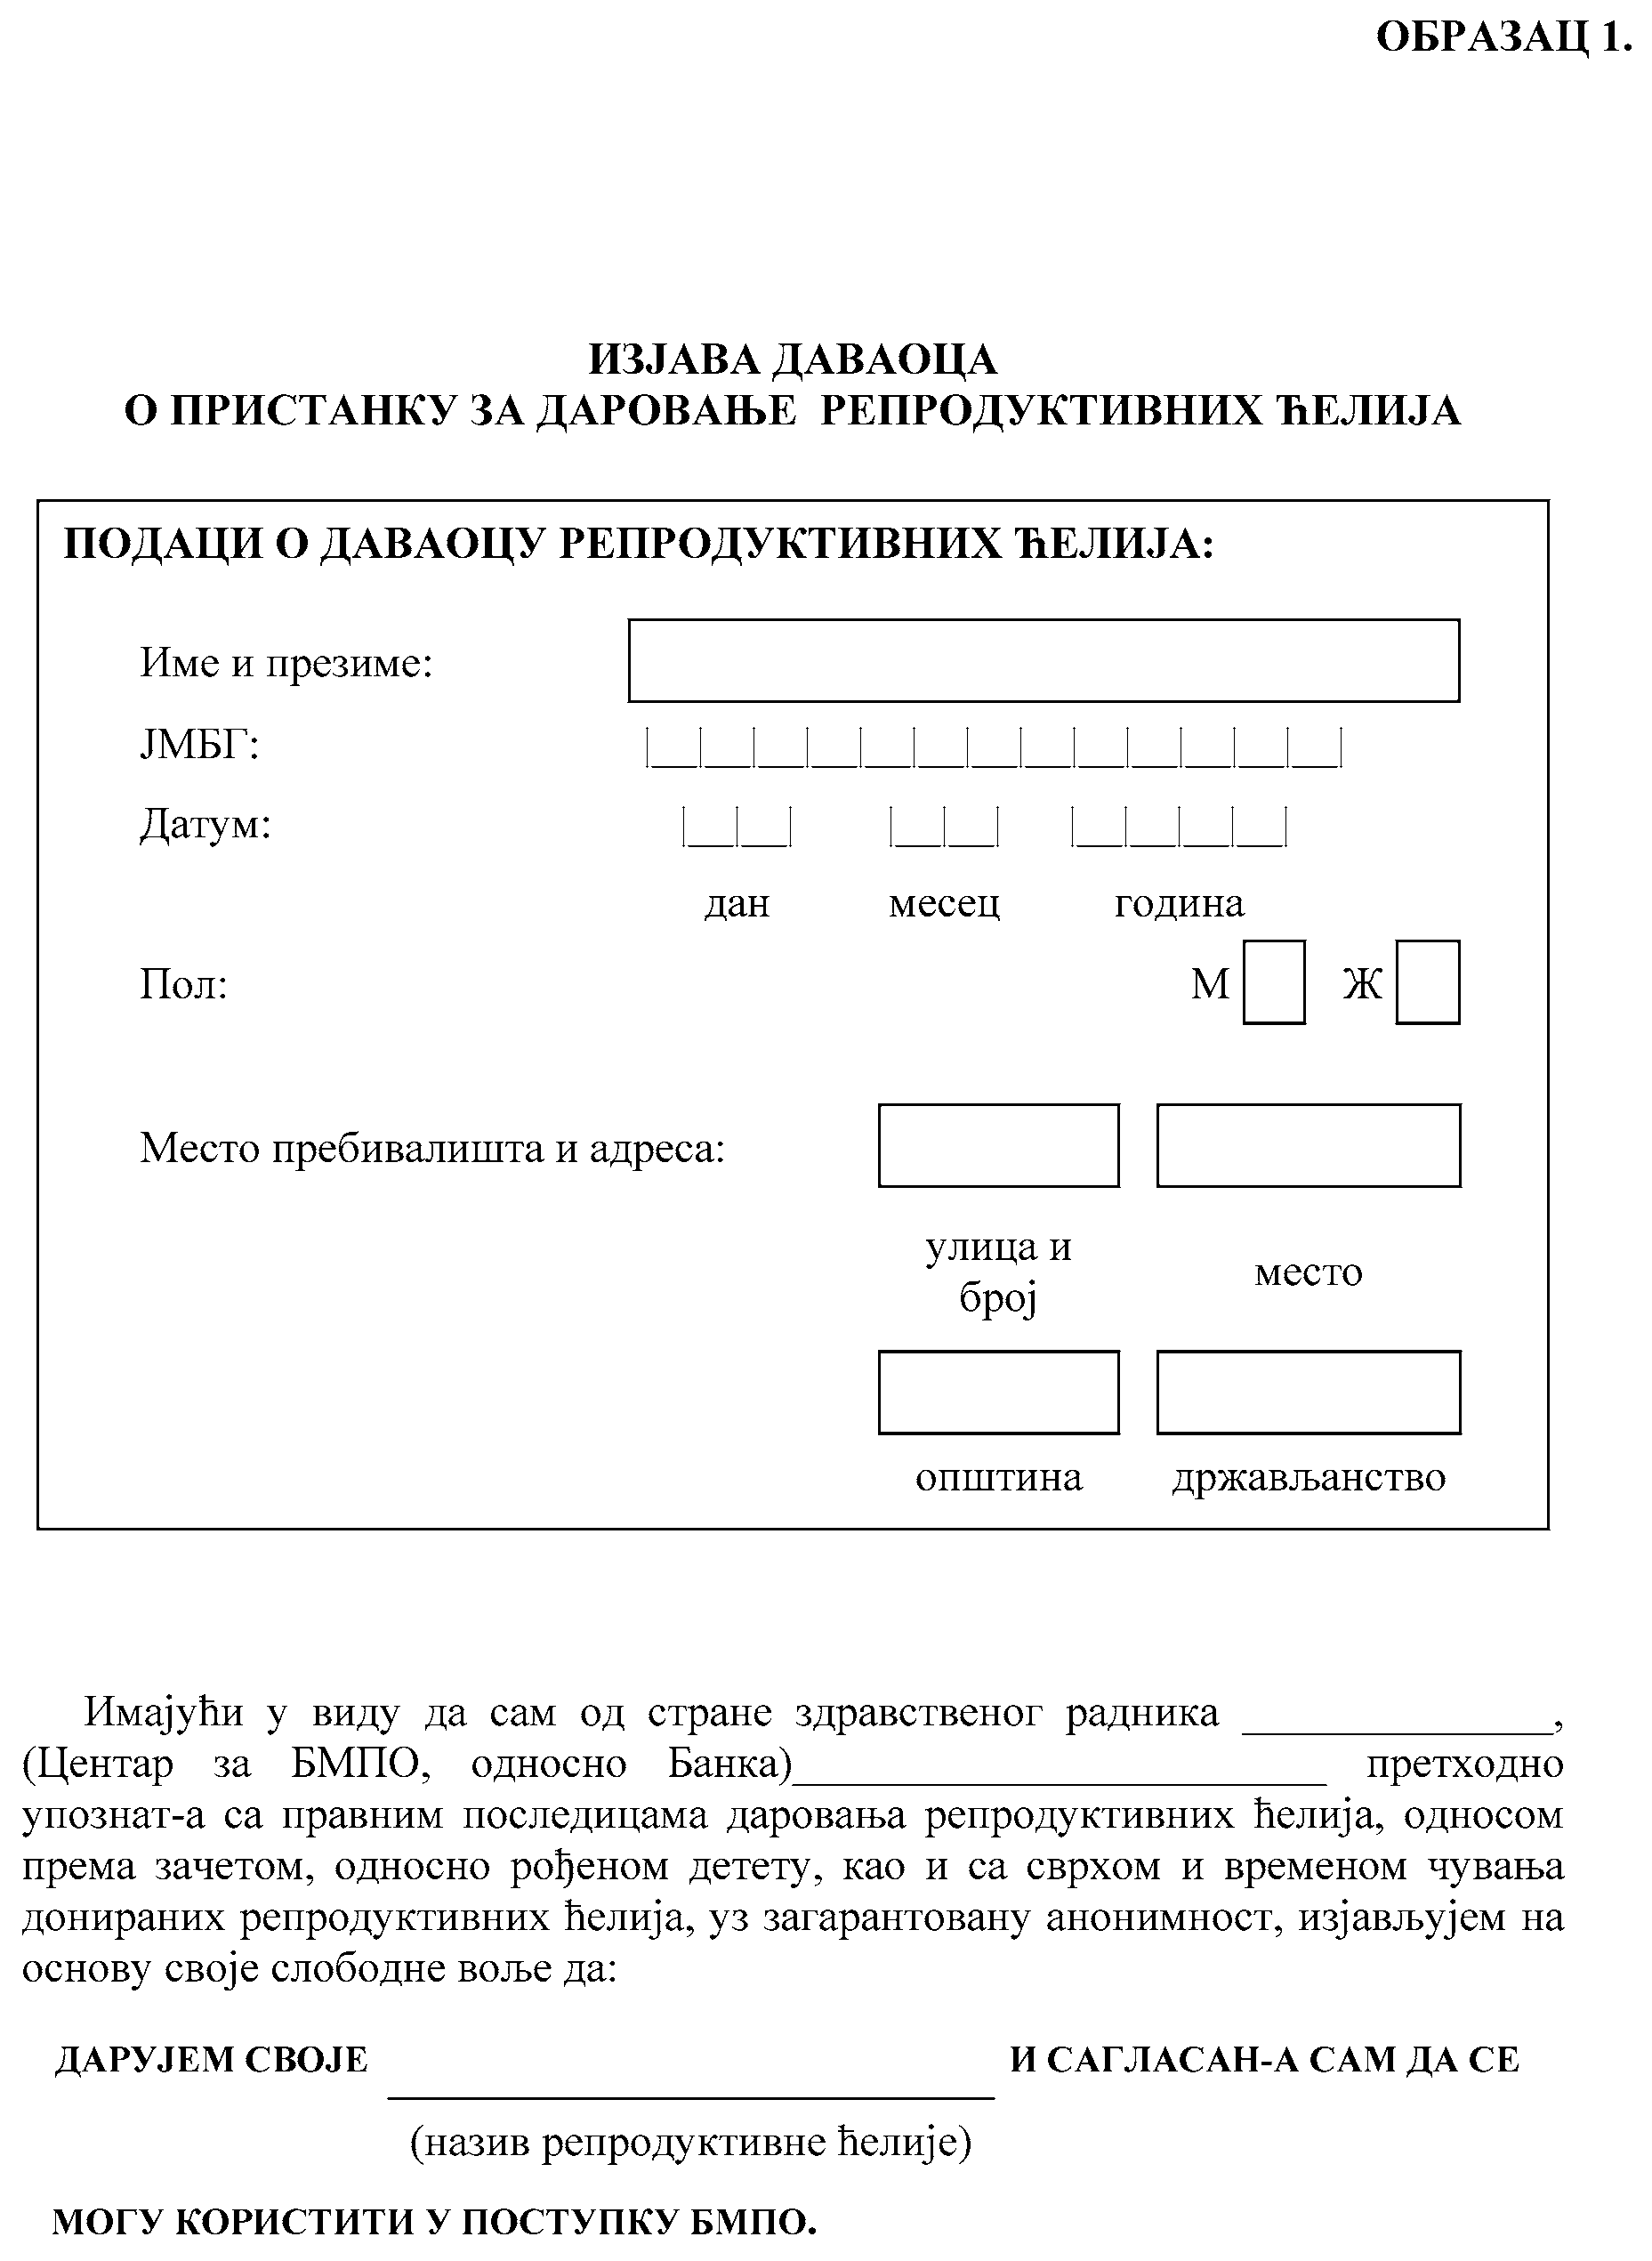 ОБРАЗАЦ 1.
ИЗЈАВА ДАВАОЦА
О ПРИСТАНКУ ЗА ДАРОВАЊЕ РЕПРОДУКТИВНИХ ЋЕЛИЈА
ПОДАЦИ О ДАВАОЦУ РЕПРОДУКТИВНИХ ЋЕЛИЈА:
Име и презиме:
ЈМБГ:
Датум:
дан месец година
Пол: М Ж
Место пребивалишта и адреса:
улица и
број
место
општина држављанство
Имајући у виду да сам од стране здравственог радника ______________,
(Центар за БМПО, односно Банка)________________________ претходно
упознат-а са правним последицама даровања репродуктивних ћелија, односом
према зачетом, односно рођеном детету, као и са сврхом и временом чувања
донираних репродуктивних ћелија, уз загарантовану анонимност, изјављујем на
основу своје слободне воље да:
ДАРУЈЕМ СВОЈЕ ____________________ И САГЛАСАН-А САМ ДА СЕ
(назив репродуктивне ћелије)
МОГУ КОРИСТИТИ У ПОСТУПКУ БМПО.